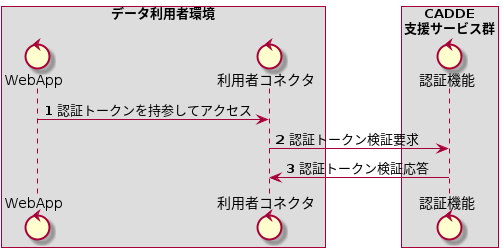 データ利用者環境
CADDE
支援サービス群
WebApp
利用者コネクタ
認証機能
1 認証トークンを持参してアクセス
2 認証トークン検証要求
3 認証トークン検証応答
WebApp
利用者コネクタ
認証機能